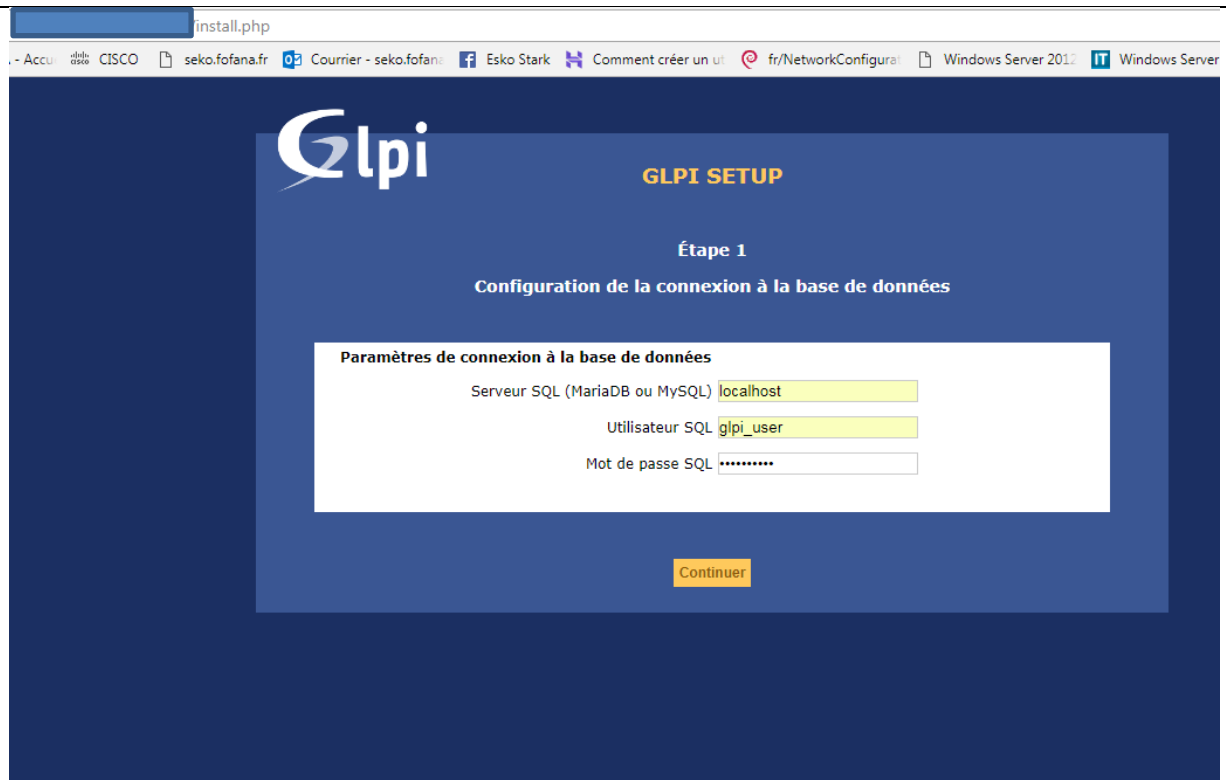 /install.php
- Accu CISCO seko.fofana.fr Courrier - seko.fofana Esko Stark Comment créer un ut fr/NetworkConfigurat Windows Server 2012 Windows Server
Glpi
GLPI SETUP
Étape 1
Configuration de la connexion à la base de données
Paramètres de connexion à la base de données
Serveur SQL (MariaDB ou MySQL) localhost
Utilisateur SQL glpi_user
Mot de passe SQL ••••••••••
Continuer